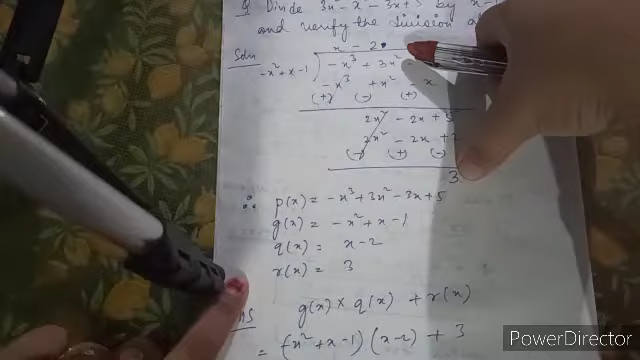 Q Divide 3x² - x³ - 3x + 5 by x - 1
and verify the division
Soln
x - 2
-x² + x - 1 ) -x³ + 3x² -
-x³ + x² - x
(+) (-) (+)
2x² - 2x + 5
2x² - 2x + 2
(-) (+) (-)
3
∴ p(x) = -x³ + 3x² - 3x + 5
g(x) = -x² + x - 1
q(x) = x - 2
r(x) = 3
g(x) × q(x) + r(x)
= (-x² + x - 1) (x - 2) + 3
PowerDirector